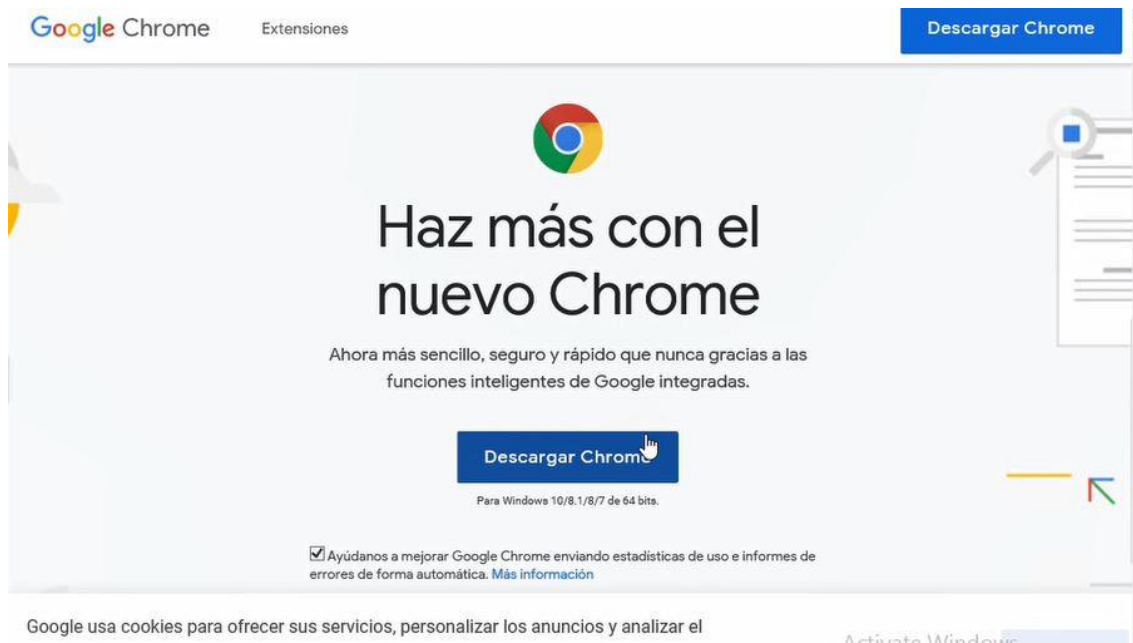 Google Chrome
Extensiones
Descargar Chrome
Haz más con el
nuevo Chrome
Ahora más sencillo, seguro y rápido que nunca gracias a las
funciones inteligentes de Google integradas.
Descargar Chrome
Para Windows 10/8.1/8/7 de 64 bits.
Ayúdanos a mejorar Google Chrome enviando estadísticas de uso e informes de
errores de forma automática. Más información
Google usa cookies para ofrecer sus servicios, personalizar los anuncios y analizar el
Activate Windows